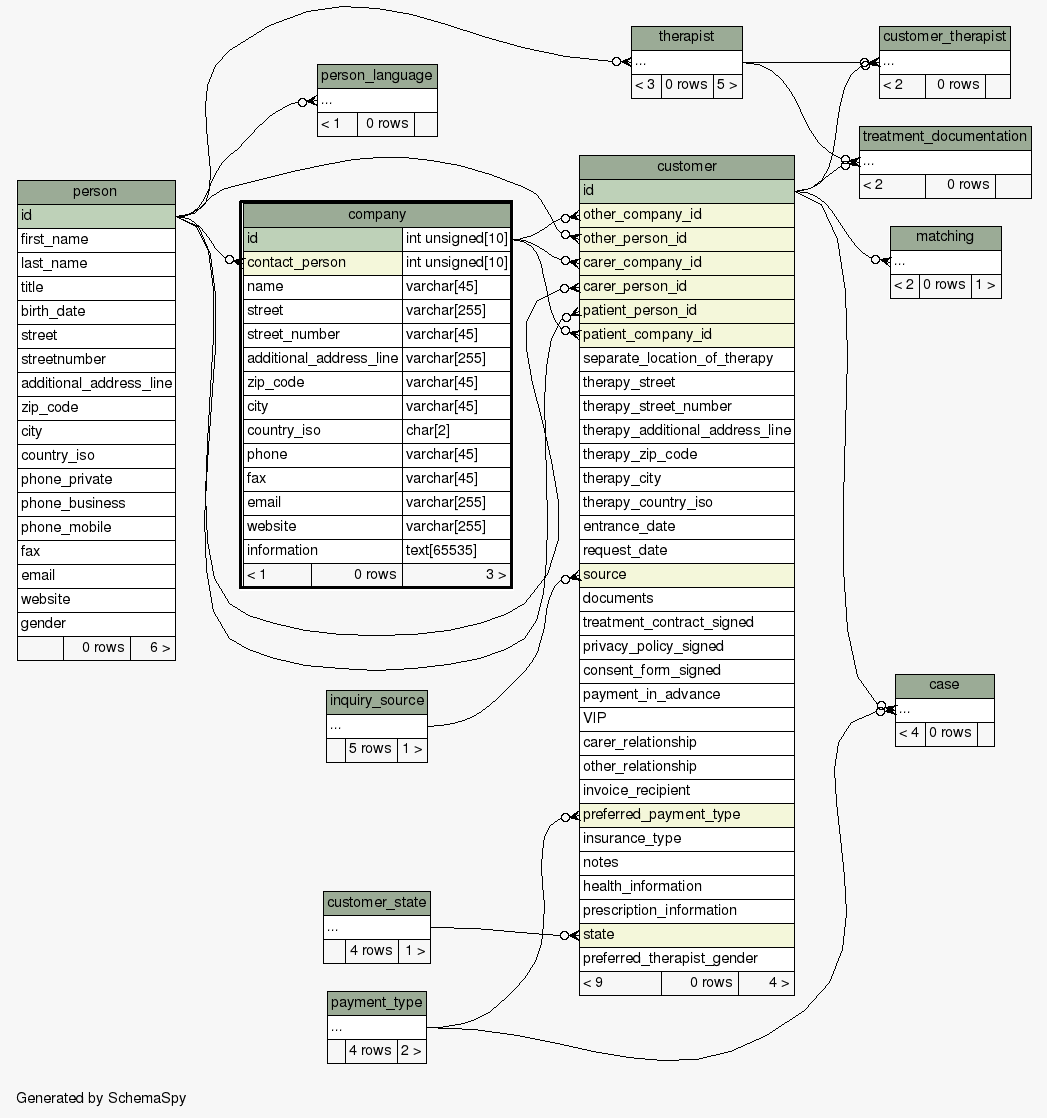 therapist
...
< 3 0 rows 5 >
customer_therapist
...
< 2 0 rows
person_language
...
< 1 0 rows
treatment_documentation
...
< 2 0 rows
matching
...
< 2 0 rows 1 >
person
id
first_name
last_name
title
birth_date
street
streetnumber
additional_address_line
zip_code
city
country_iso
phone_private
phone_business
phone_mobile
fax
email
website
gender
0 rows 6 >
company
id int unsigned[10]
contact_person int unsigned[10]
name varchar[45]
street varchar[255]
street_number varchar[45]
additional_address_line varchar[255]
zip_code varchar[45]
city varchar[45]
country_iso char[2]
phone varchar[45]
fax varchar[45]
email varchar[255]
website varchar[255]
information text[65535]
< 1 0 rows 3 >
customer
id
other_company_id
other_person_id
carer_company_id
carer_person_id
patient_person_id
patient_company_id
separate_location_of_therapy
therapy_street
therapy_street_number
therapy_additional_address_line
therapy_zip_code
therapy_city
therapy_country_iso
entrance_date
request_date
source
documents
treatment_contract_signed
privacy_policy_signed
consent_form_signed
payment_in_advance
VIP
carer_relationship
other_relationship
invoice_recipient
preferred_payment_type
insurance_type
notes
health_information
prescription_information
state
preferred_therapist_gender
< 9 0 rows 4 >
inquiry_source
...
5 rows 1 >
case
...
< 4 0 rows
customer_state
...
4 rows 1 >
payment_type
...
4 rows 2 >
Generated by SchemaSpy